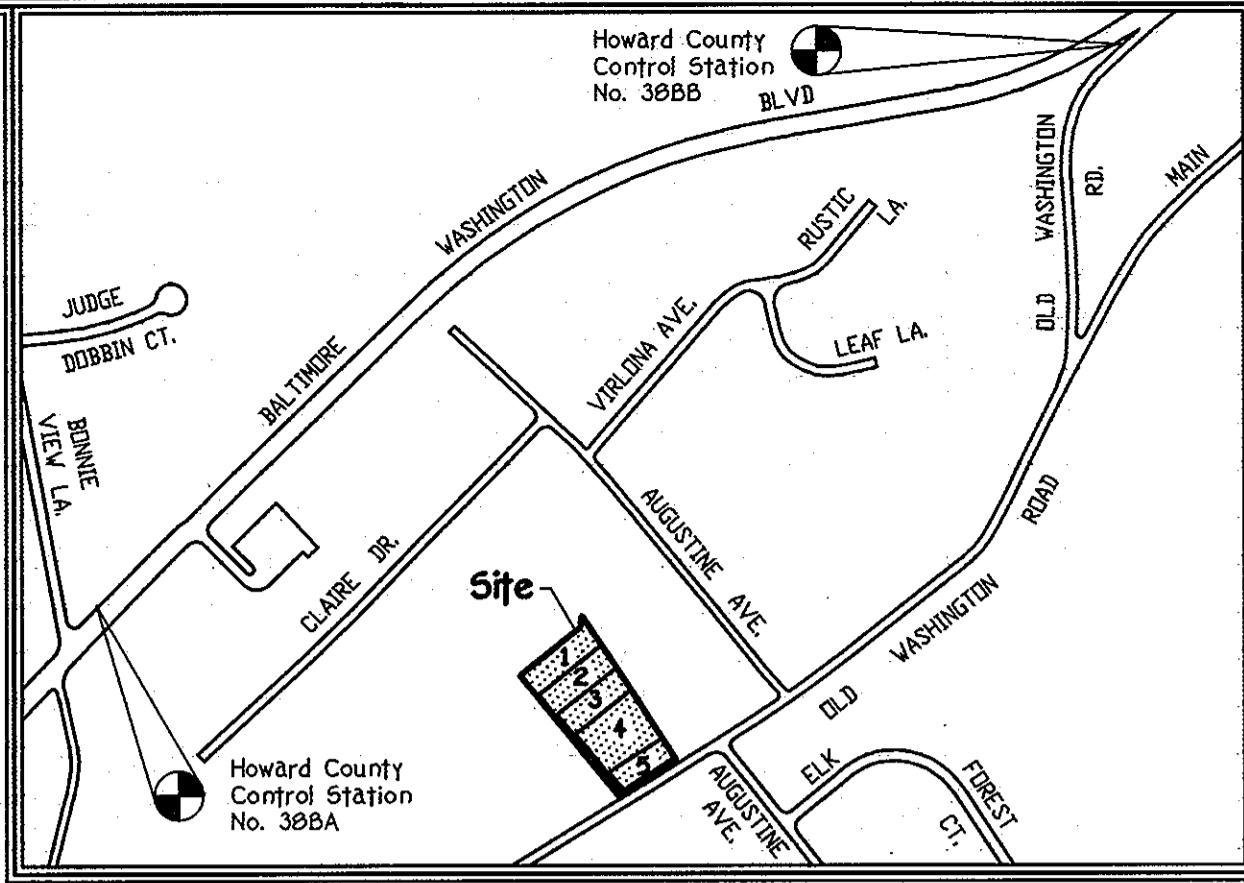 Howard County
Control Station
No. 38BB
BLVD
WASHINGTON
BALTIMORE
JUDGE
DOBBIN CT.
BONNIE
VIEW LA.
RUSTIC
LA.
VIRLONA AVE.
LEAF LA.
OLD WASHINGTON
RD.
MAIN
CLAIRE DR.
AUGUSTINE
AVE.
ROAD
WASHINGTON
OLD
Site
1
2
3
4
5
ELK
FOREST
CT.
AUGUSTINE
AVE.
Howard County
Control Station
No. 38BA